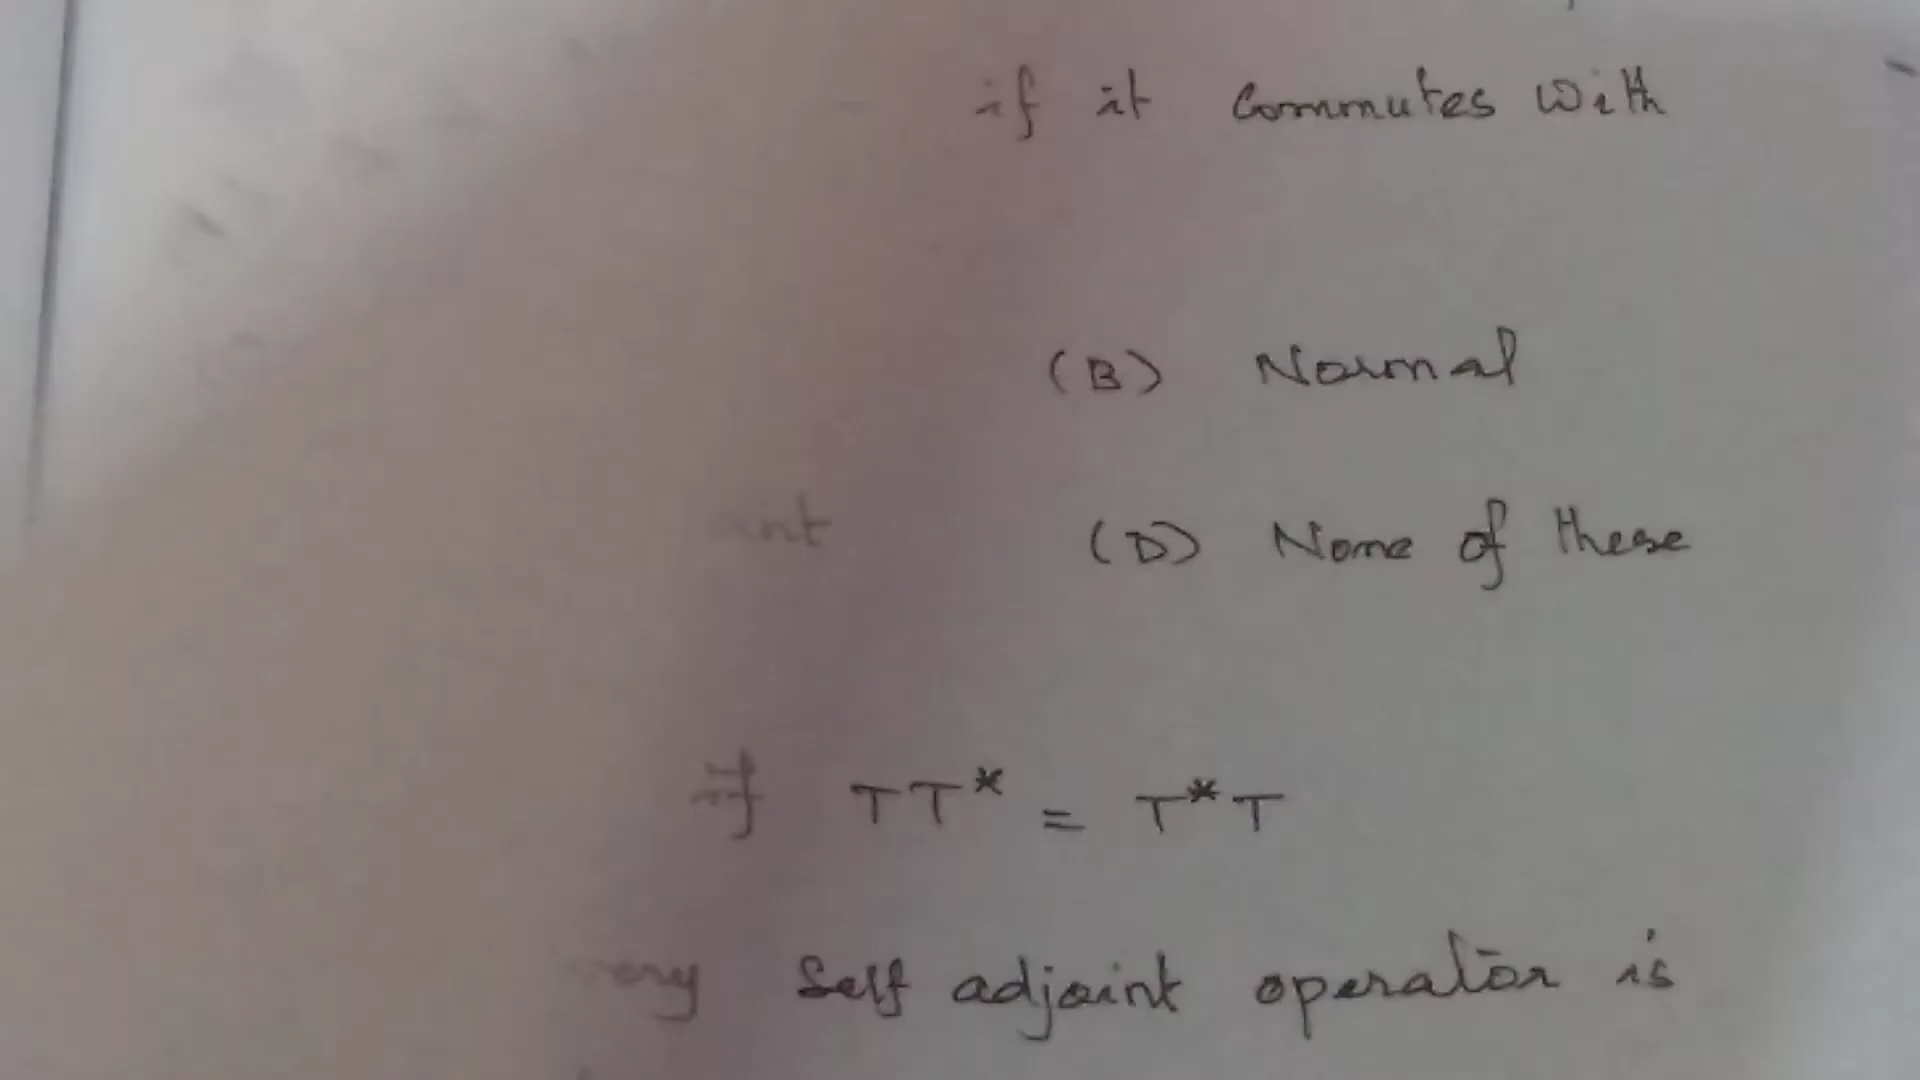 if it Commutes with
(B) Normal
(D) None of these
if TT* = T*T
Self adjoint operator is